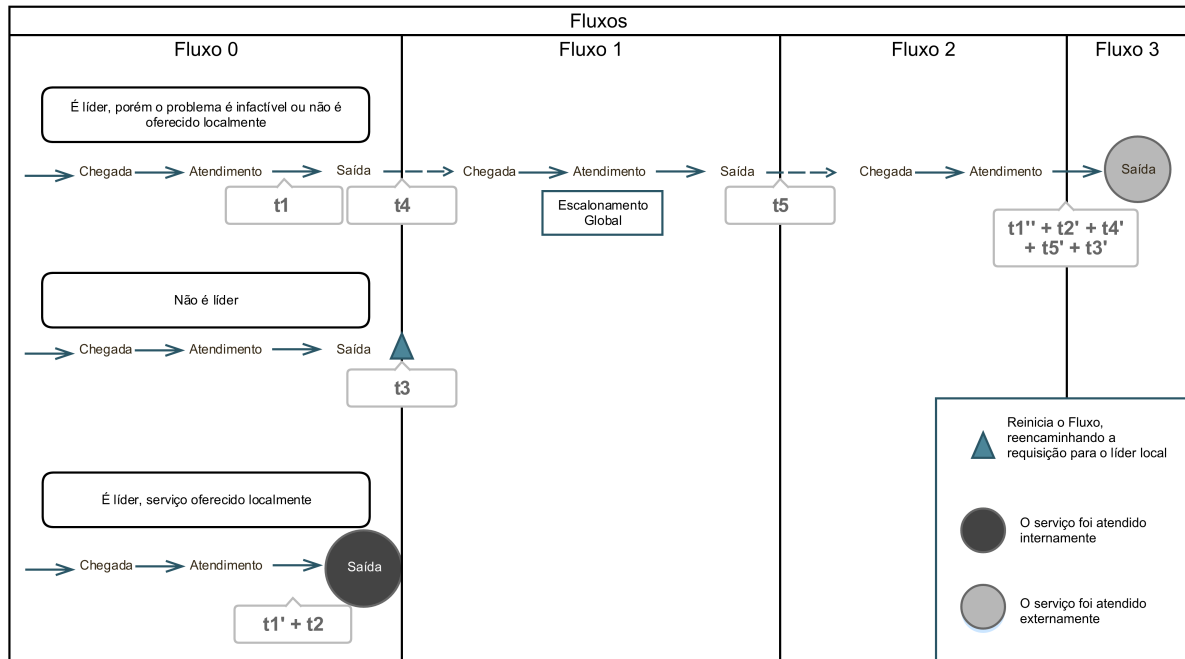 Fluxos
Fluxo 0
Fluxo 1
Fluxo 2
Fluxo 3
É líder, porém o problema é infactível ou não é
oferecido localmente
Chegada
Atendimento
Saída
Chegada
Atendimento
Saída
Chegada
Atendimento
Saída
t1
t4
Escalonamento
Global
t5
t1'' + t2' + t4'
+ t5' + t3'
Não é líder
Chegada
Atendimento
Saída
t3
É líder, serviço oferecido localmente
Chegada
Atendimento
Saída
t1' + t2
Reinicia o Fluxo,
reencaminhando a
requisição para o líder local
O serviço foi atendido
internamente
O serviço foi atendido
externamente